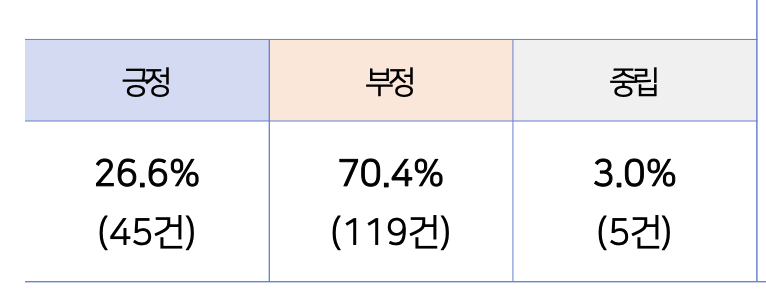 긍정 부정 중립
26.6% 70.4% 3.0%
(45건) (119건) (5건)